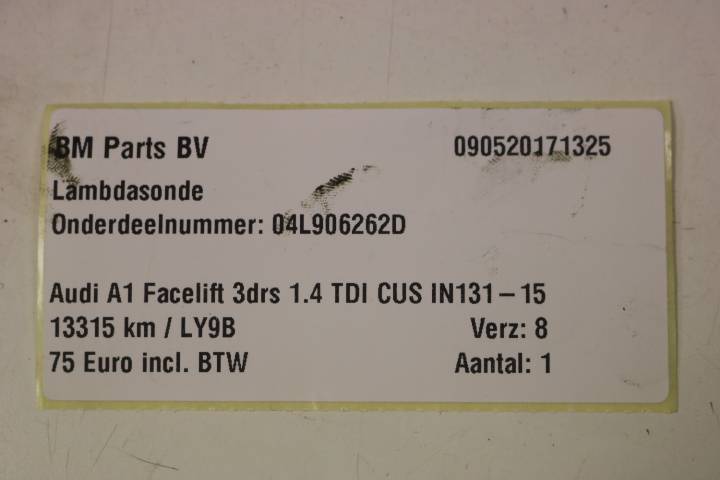 BM Parts BV 090520171325
Lambdasonde
Onderdeelnummer: 04L906262D
Audi A1 Facelift 3drs 1.4 TDI CUS IN131-15
13315 km / LY9B Verz: 8
75 Euro incl. BTW Aantal: 1